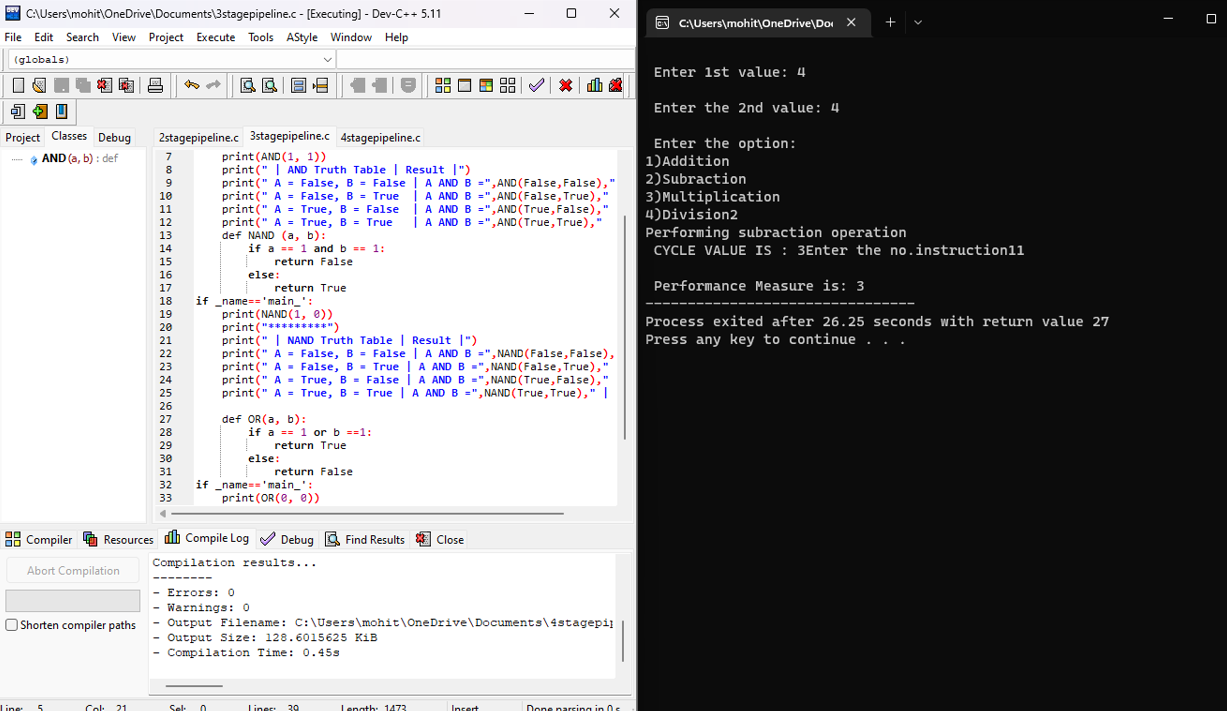 C:\Users\mohit\OneDrive\Documents\3stagepipeline.c - [Executing] - Dev-C++ 5.11
File Edit Search View Project Execute Tools AStyle Window Help
(globals)
Project Classes Debug
AND (a, b) : def
2stagepipeline.c 3stagepipeline.c 4stagepipeline.c
7 print(AND(1, 1))
8 print(" | AND Truth Table | Result |")
9 print(" A = False, B = False | A AND B =",AND(False,False),"
10 print(" A = False, B = True | A AND B =",AND(False,True),"
11 print(" A = True, B = False | A AND B =",AND(True,False),"
12 print(" A = True, B = True | A AND B =",AND(True,True),"
13 def NAND (a, b):
14 if a == 1 and b == 1:
15 return False
16 else:
17 return True
18 if _name=='main_':
19 print(NAND(1, 0))
20 print("*********")
21 print(" | NAND Truth Table | Result |")
22 print(" A = False, B = False | A AND B =",NAND(False,False),
23 print(" A = False, B = True | A AND B =",NAND(False,True),"
24 print(" A = True, B = False | A AND B =",NAND(True,False),"
25 print(" A = True, B = True | A AND B =",NAND(True,True)," |
26
27 def OR(a, b):
28 if a == 1 or b ==1:
29 return True
30 else:
31 return False
32 if _name=='main_':
33 print(OR(0, 0))
Compiler Resources Compile Log Debug Find Results Close
Abort Compilation
Shorten compiler paths
Compilation results...
--------
- Errors: 0
- Warnings: 0
- Output Filename: C:\Users\mohit\OneDrive\Documents\4stagepip
- Output Size: 128.6015625 KiB
- Compilation Time: 0.45s
Line: 5 Col: 21 Sel: 0 Lines: 39 Length: 1473 Insert Done parsing in 0 s
C:\Users\mohit\OneDrive\Doc
Enter 1st value: 4
Enter the 2nd value: 4
Enter the option:
1)Addition
2)Subraction
3)Multiplication
4)Division2
Performing subraction operation
CYCLE VALUE IS : 3Enter the no.instruction11
Performance Measure is: 3
--------------------------------
Process exited after 26.25 seconds with return value 27
Press any key to continue . . .